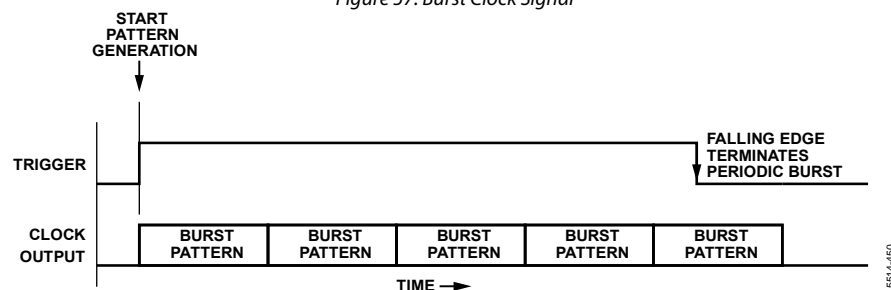 Figure 37. Burst Clock Signal
START
PATTERN
GENERATION
TRIGGER
FALLING EDGE
TERMINATES
PERIODIC BURST
CLOCK
OUTPUT
BURST
PATTERN
BURST
PATTERN
BURST
PATTERN
BURST
PATTERN
BURST
PATTERN
TIME